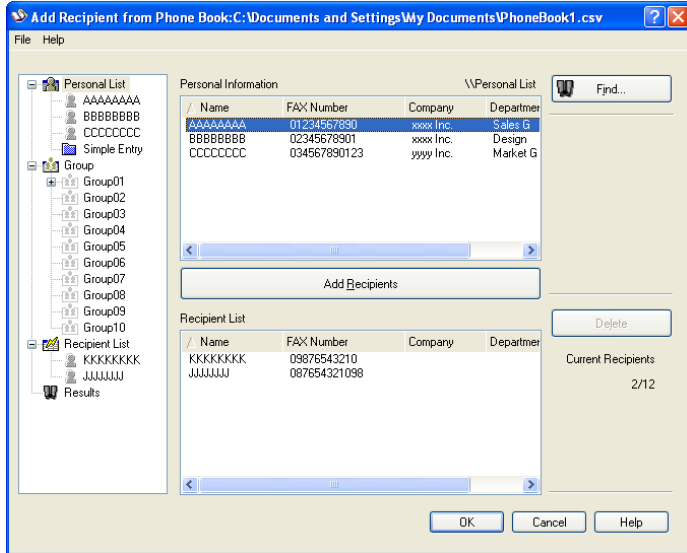 Add Recipient from Phone Book:C:\Documents and Settings\My Documents\PhoneBook1.csv
File Help
Personal List
AAAAAAAA
BBBBBBBB
CCCCCCCC
Simple Entry
Group
Group01
Group02
Group03
Group04
Group05
Group06
Group07
Group08
Group09
Group10
Recipient List
KKKKKKKK
JJJJJJJJ
Results
Personal Information \\Personal List
Name FAX Number Company Departmer
AAAAAAAA 01234567890 xxxx Inc. Sales G
BBBBBBBB 02345678901 xxxx Inc. Design
CCCCCCCC 034567890123 yyyy Inc. Market G
Add Recipients
Recipient List
Name FAX Number Company Departmer
KKKKKKKK 09876543210
JJJJJJJJ 087654321098
Find...
Delete
Current Recipients
2/12
OK Cancel Help